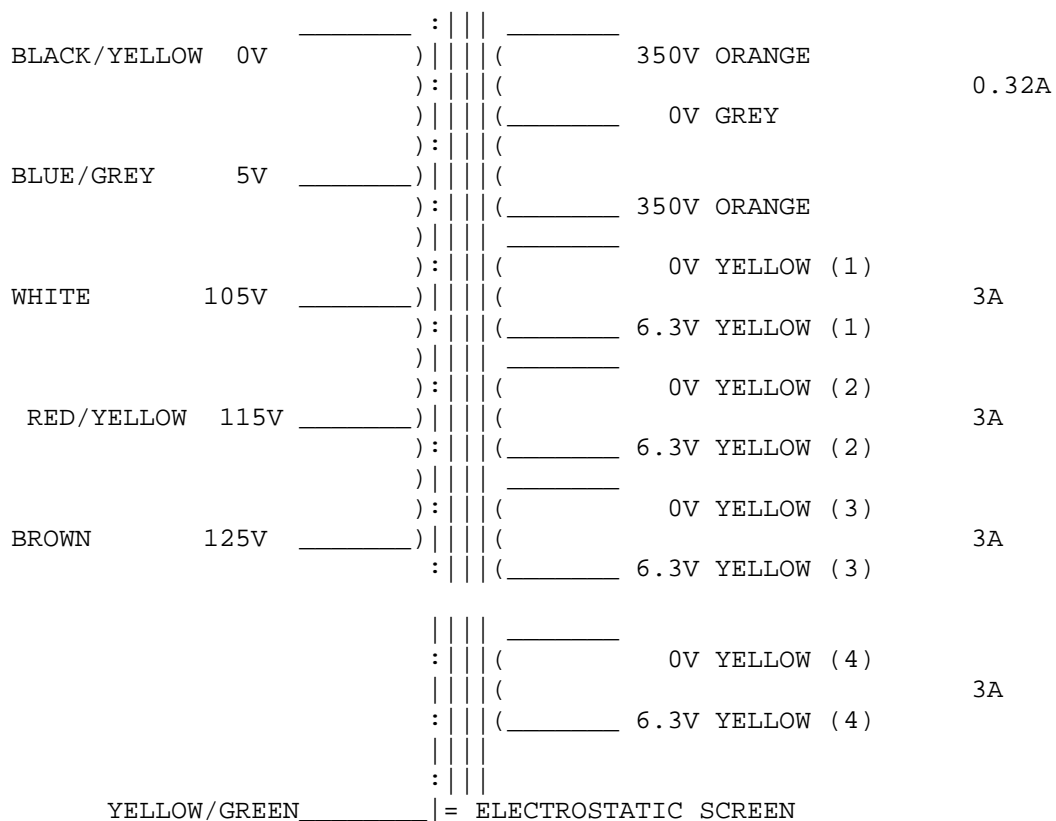 BLACK/YELLOW 0V 350V ORANGE
0.32A
0V GREY
BLUE/GREY 5V
350V ORANGE
0V YELLOW (1)
WHITE 105V 3A
6.3V YELLOW (1)
0V YELLOW (2)
RED/YELLOW 115V 3A
6.3V YELLOW (2)
0V YELLOW (3)
BROWN 125V 3A
6.3V YELLOW (3)
0V YELLOW (4)
3A
6.3V YELLOW (4)
YELLOW/GREEN = ELECTROSTATIC SCREEN